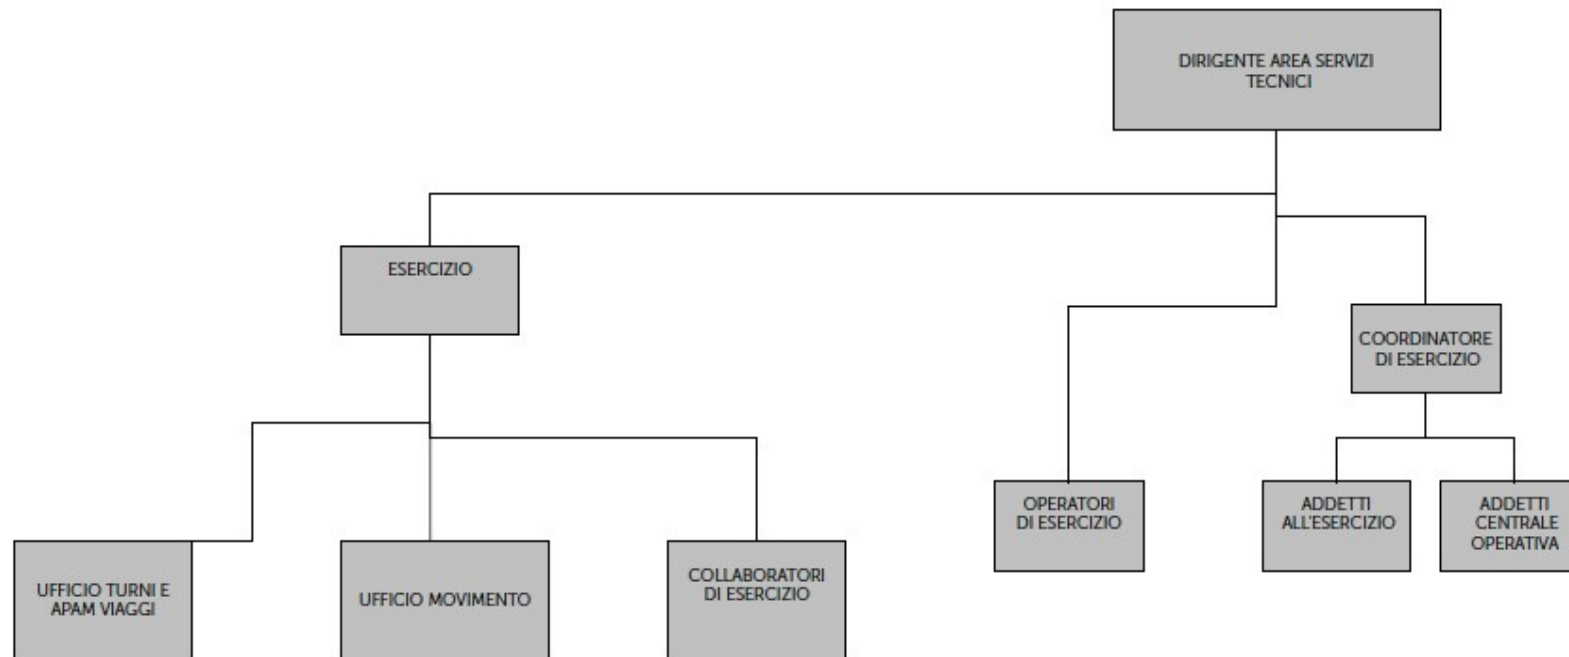 DIRIGENTE AREA SERVIZI
TECNICI
ESERCIZIO
COORDINATORE
DI ESERCIZIO
OPERATORI
DI ESERCIZIO
ADDETTI
ALL'ESERCIZIO
ADDETTI
CENTRALE
OPERATIVA
UFFICIO TURNI E
APAM VIAGGI
UFFICIO MOVIMENTO
COLLABORATORI
DI ESERCIZIO